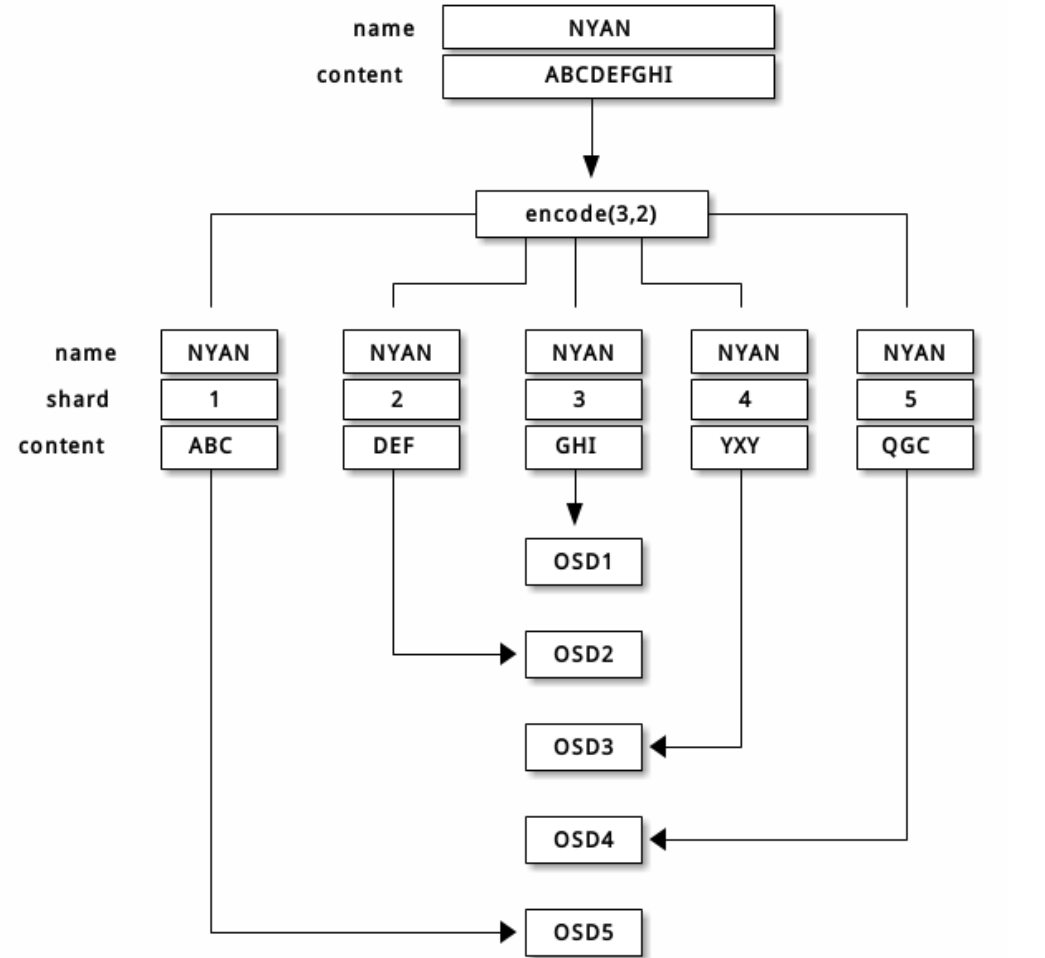 name NYAN
content ABCDEFGHI
encode(3,2)
name NYAN NYAN NYAN NYAN NYAN
shard 1 2 3 4 5
content ABC DEF GHI YXY QGC
OSD1
OSD2
OSD3
OSD4
OSD5